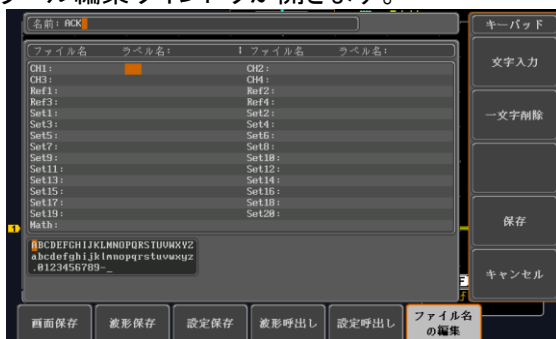 ル編集ウィンドウが開きます。
名前: ACK
キーパッド
ファイル名 ラベル名: : ファイル名 ラベル名:
文字入力
CH1: CH2:
CH3: CH4:
Ref1: Ref2:
Ref3: Ref4:
Set1: Set2:
Set3: Set4:
一文字削除
Set5: Set6:
Set7: Set8:
Set9: Set10:
Set11: Set12:
Set13: Set14:
Set15: Set16:
Set17: Set18:
Set19: Set20:
Math:
保存
1
ABCDEFGHIJKLMNOPQRSTUVWXYZ
abcdefghijklmnopqrstuvwxyz
.0123456789-_
キャンセル
画面保存 波形保存 設定保存 波形呼出し 設定呼出し ファイル名
の編集